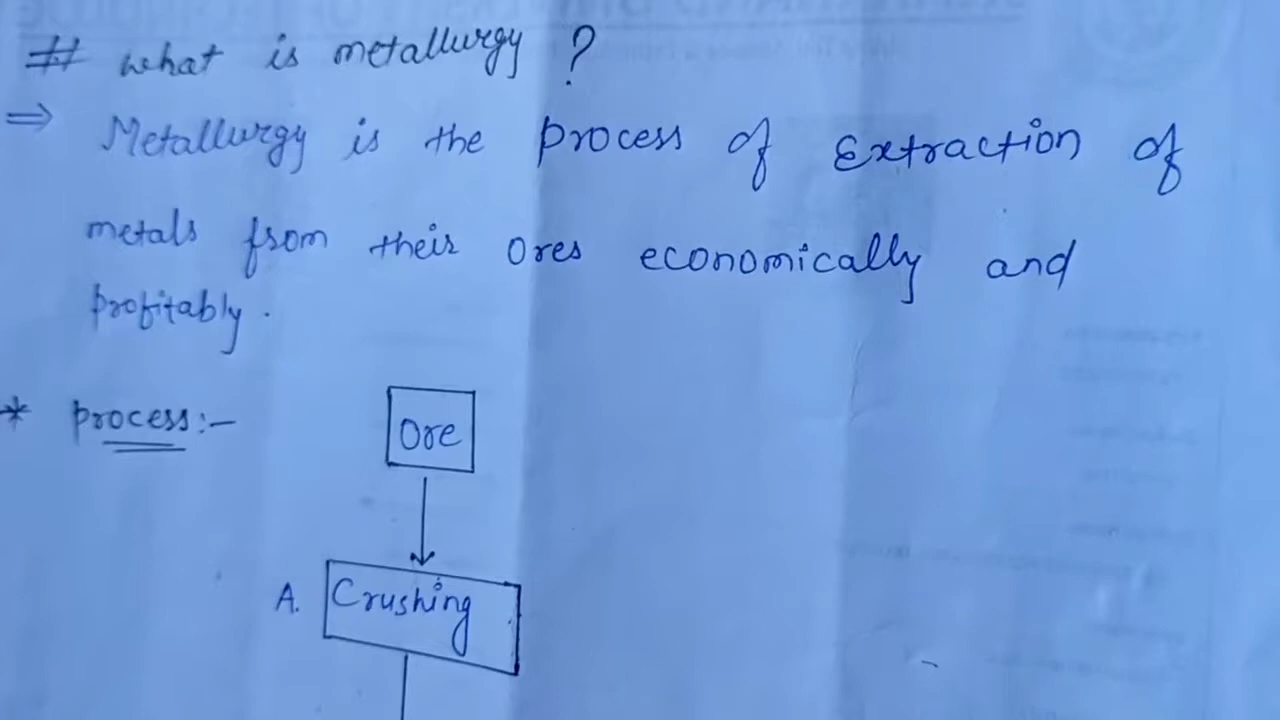 # what is metallurgy ?
⇒ Metallurgy is the process of Extraction of
metals from their ores economically and
profitably.
* process:-
Ore
A. Crushing